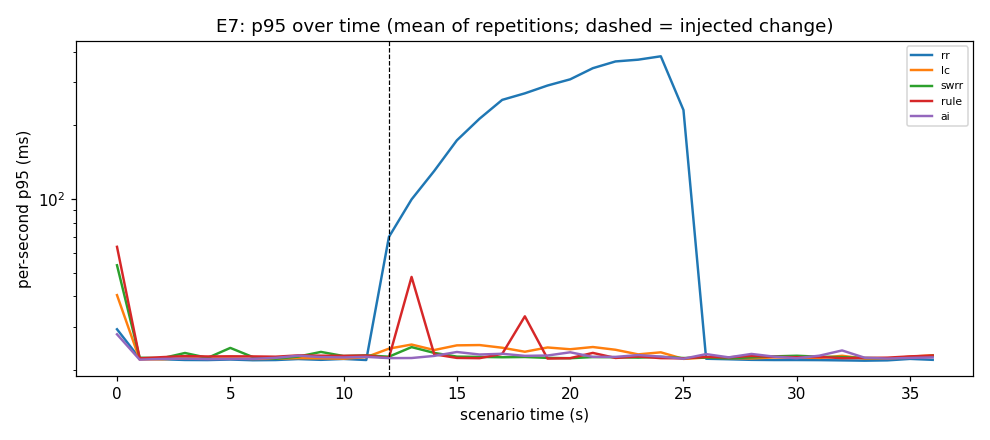 E7: p95 over time (mean of repetitions; dashed = injected change)
rr
lc
swrr
rule
ai
per-second p95 (ms)
10²
0 5 10 15 20 25 30 35
scenario time (s)